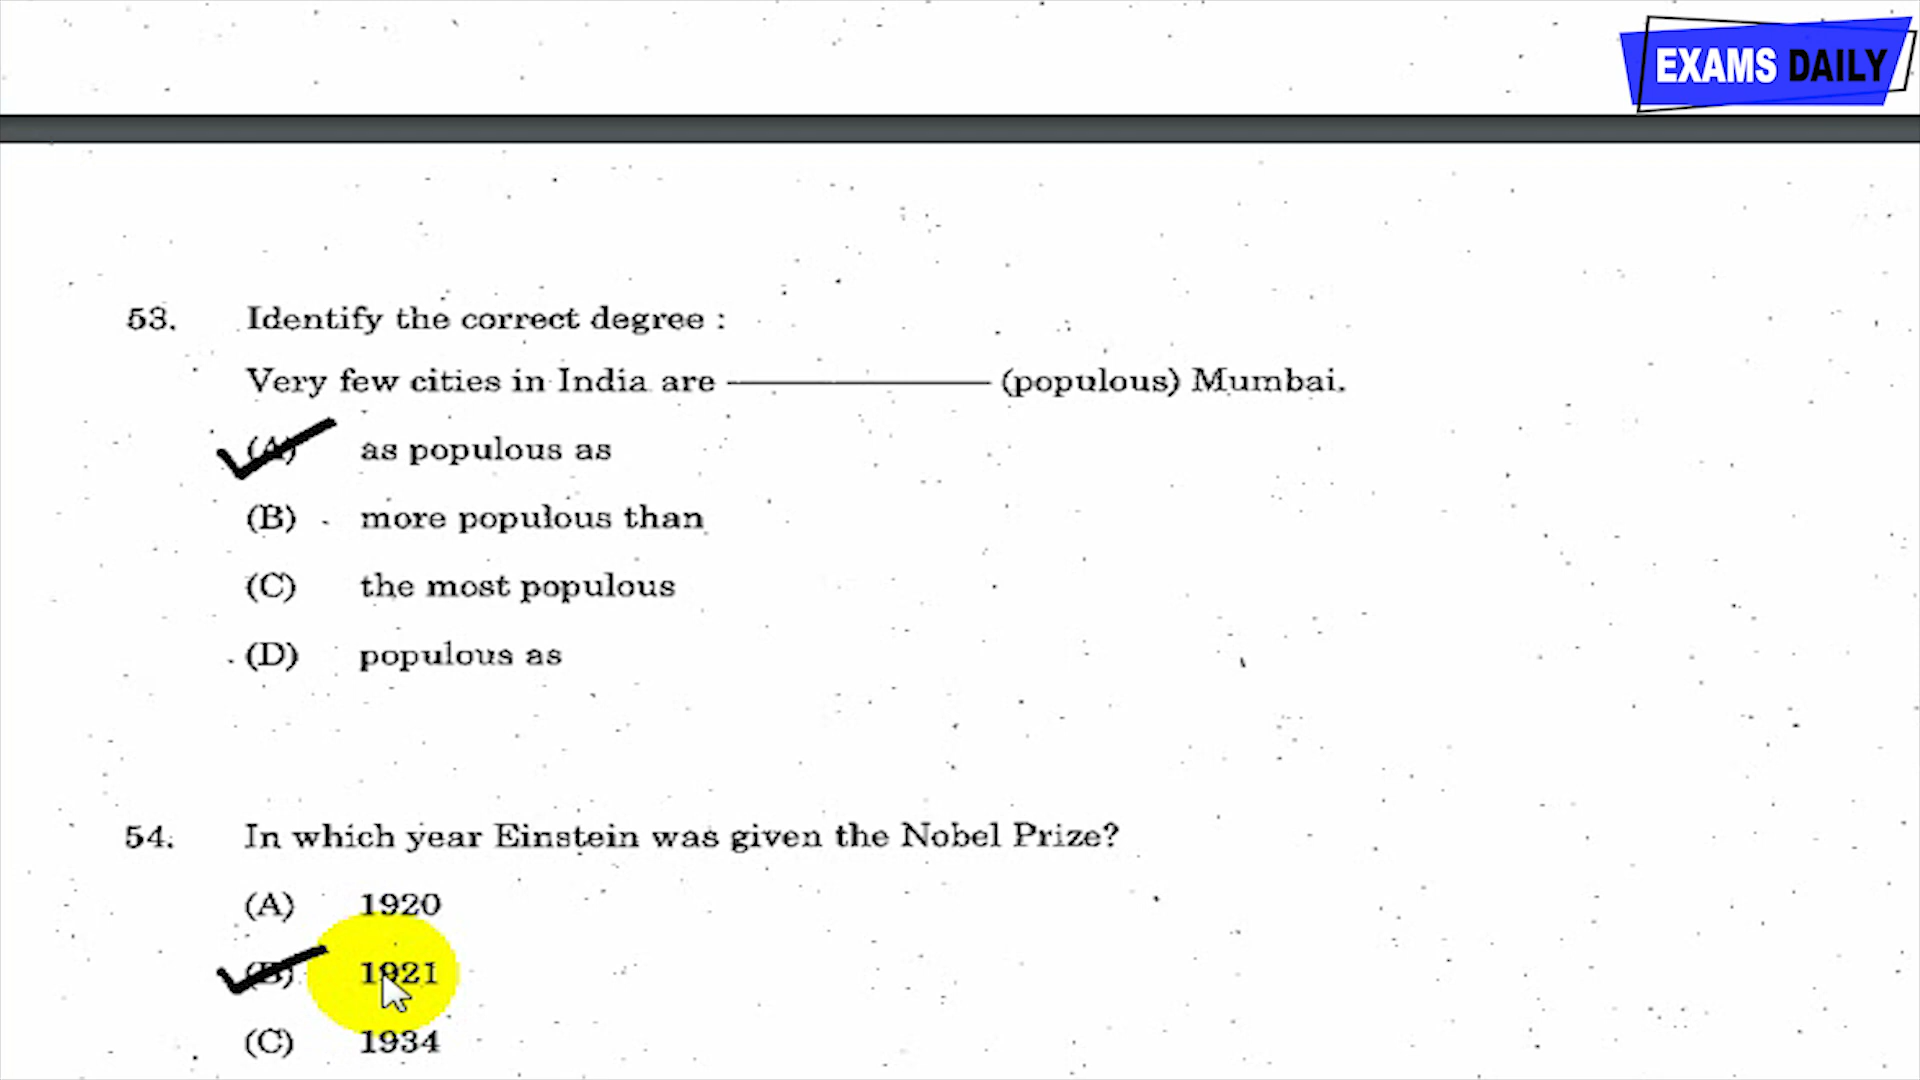 EXAMS DAILY
53. Identify the correct degree :
Very few cities in India are ——————— (populous) Mumbai.
(A) as populous as
(B) more populous than
(C) the most populous
(D) populous as
54. In which year Einstein was given the Nobel Prize?
(A) 1920
(B) 1921
(C) 1934